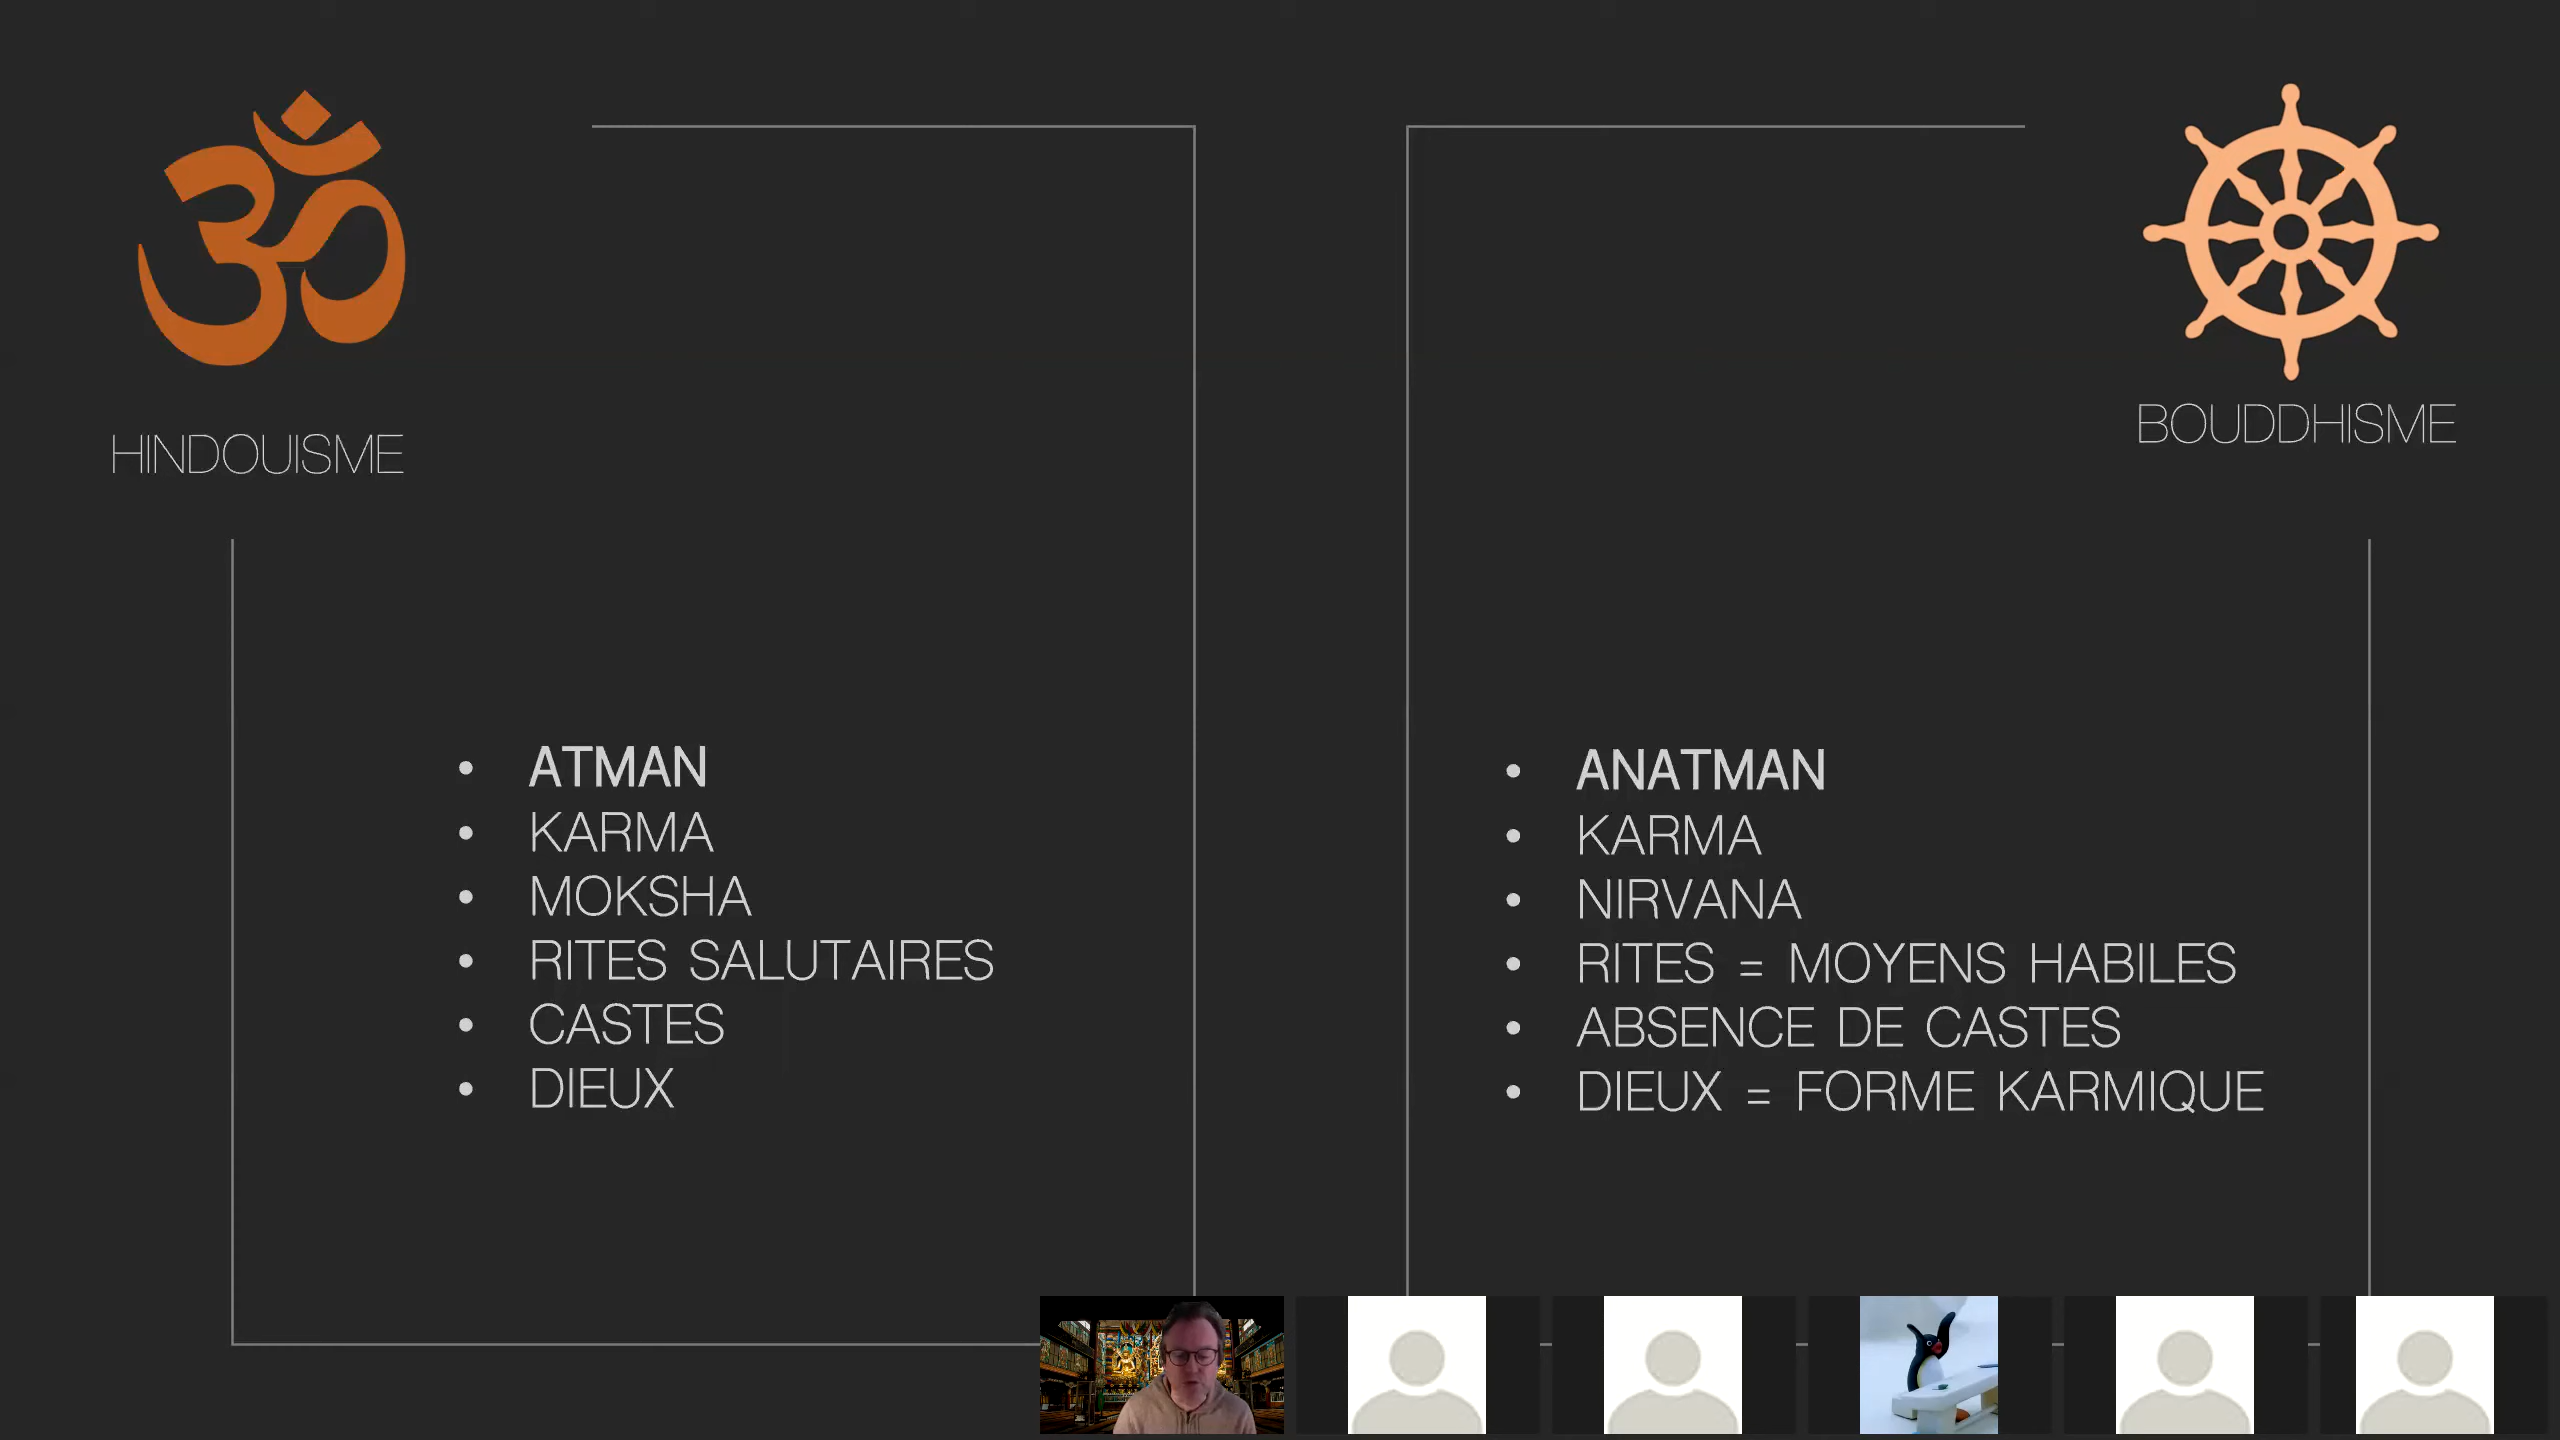 ॐ
HINDOUISME
• ATMAN
• KARMA
• MOKSHA
• RITES SALUTAIRES
• CASTES
• DIEUX
BOUDDHISME
• ANATMAN
• KARMA
• NIRVANA
• RITES = MOYENS HABILES
• ABSENCE DE CASTES
• DIEUX = FORME KARMIQUE